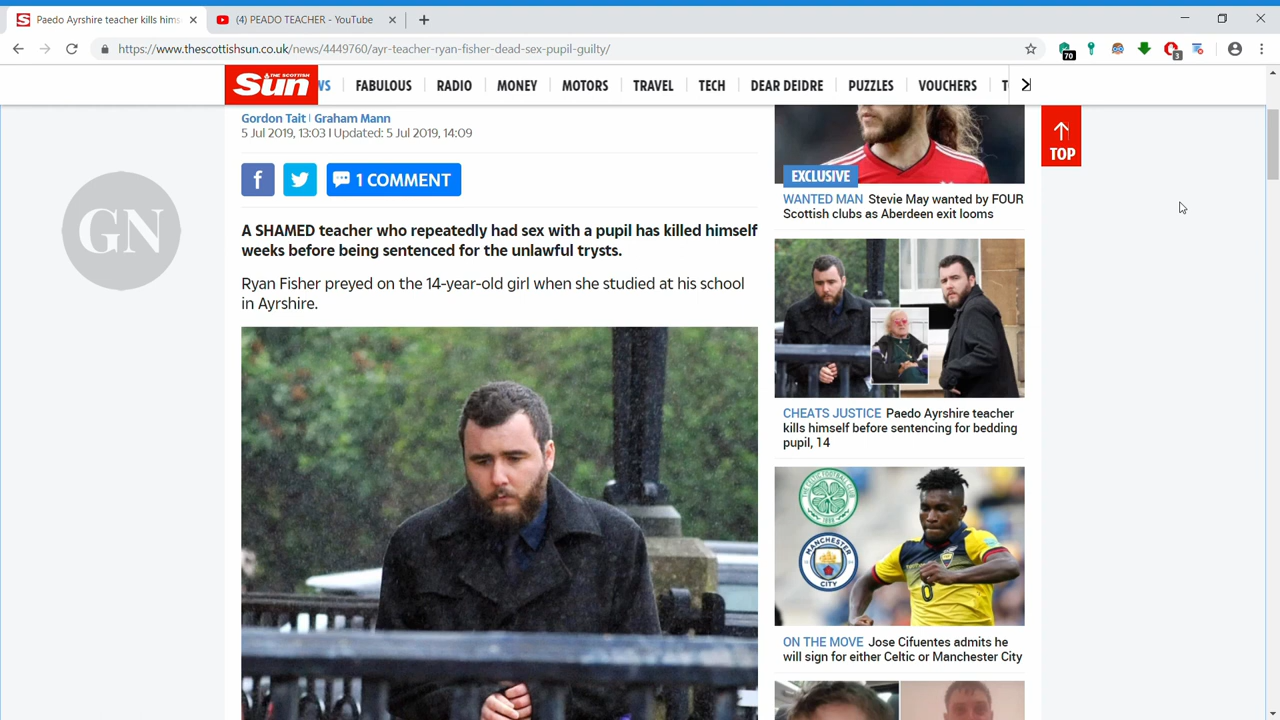 Paedo Ayrshire teacher kills hims
(4) PEADO TEACHER - YouTube
https://www.thescottishsun.co.uk/news/4449760/ayr-teacher-ryan-fisher-dead-sex-pupil-guilty/
70
3
THE SCOTTISH
Sun
WS
FABULOUS
RADIO
MONEY
MOTORS
TRAVEL
TECH
DEAR DEIDRE
PUZZLES
VOUCHERS
T
Gordon Tait | Graham Mann
5 Jul 2019, 13:03 | Updated: 5 Jul 2019, 14:09
1 COMMENT
GN
A SHAMED teacher who repeatedly had sex with a pupil has killed himself
weeks before being sentenced for the unlawful trysts.
Ryan Fisher preyed on the 14-year-old girl when she studied at his school
in Ayrshire.
EXCLUSIVE
WANTED MAN Stevie May wanted by FOUR
Scottish clubs as Aberdeen exit looms
CHEATS JUSTICE Paedo Ayrshire teacher
kills himself before sentencing for bedding
pupil, 14
MANCHESTER
CITY
8
ON THE MOVE Jose Cifuentes admits he
will sign for either Celtic or Manchester City
TOP